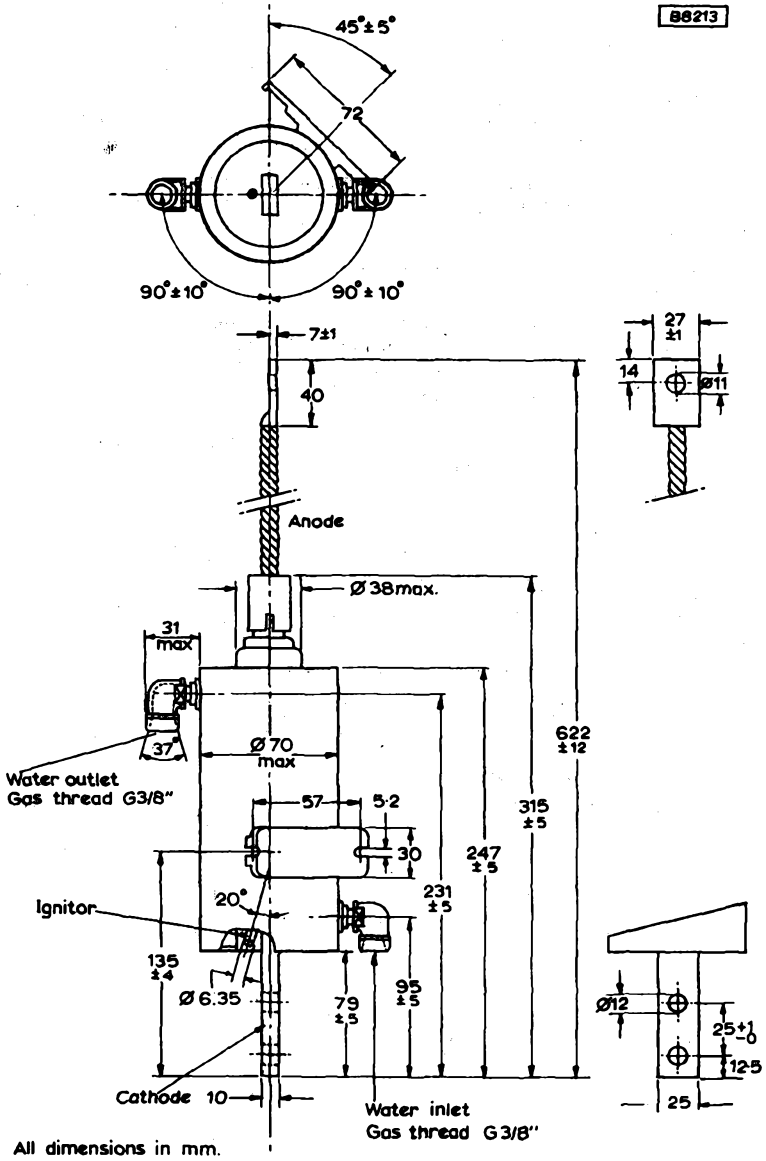 B8213
45°±5°
72
90°±10°
90°±10°
7±1
27
±1
14
Ø11
40
Anode
Ø 38max.
31
max
622
±12
37°
Ø 70
max
Water outlet
Gas thread G3/8"
315
±5
57
5·2
30
247
±5
231
±5
20°
Ignitor
135
±4
Ø 6.35
79
±5
95
±5
Ø12
25+1
-0
12·5
Cathode
10
25
Water inlet
Gas thread G3/8"
All dimensions in mm.